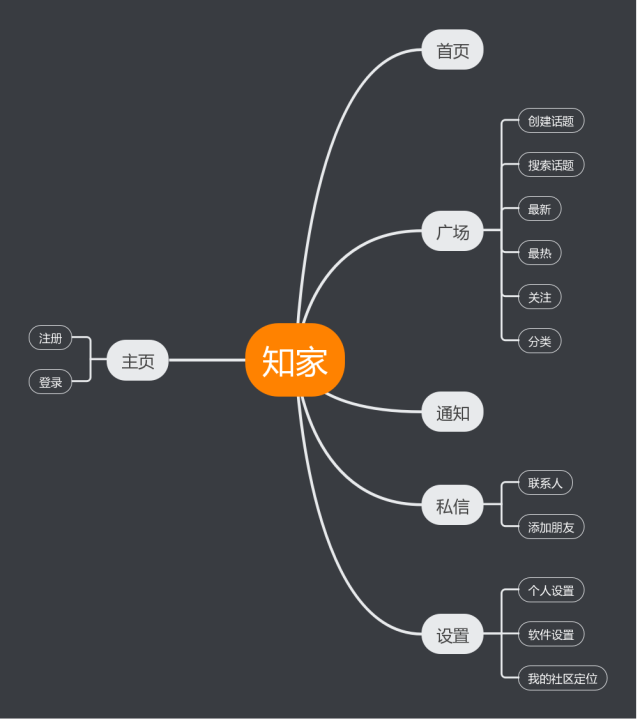 知家
首页
广场
创建话题
搜索话题
最新
最热
关注
分类
通知
私信
联系人
添加朋友
设置
个人设置
软件设置
我的社区定位
主页
注册
登录